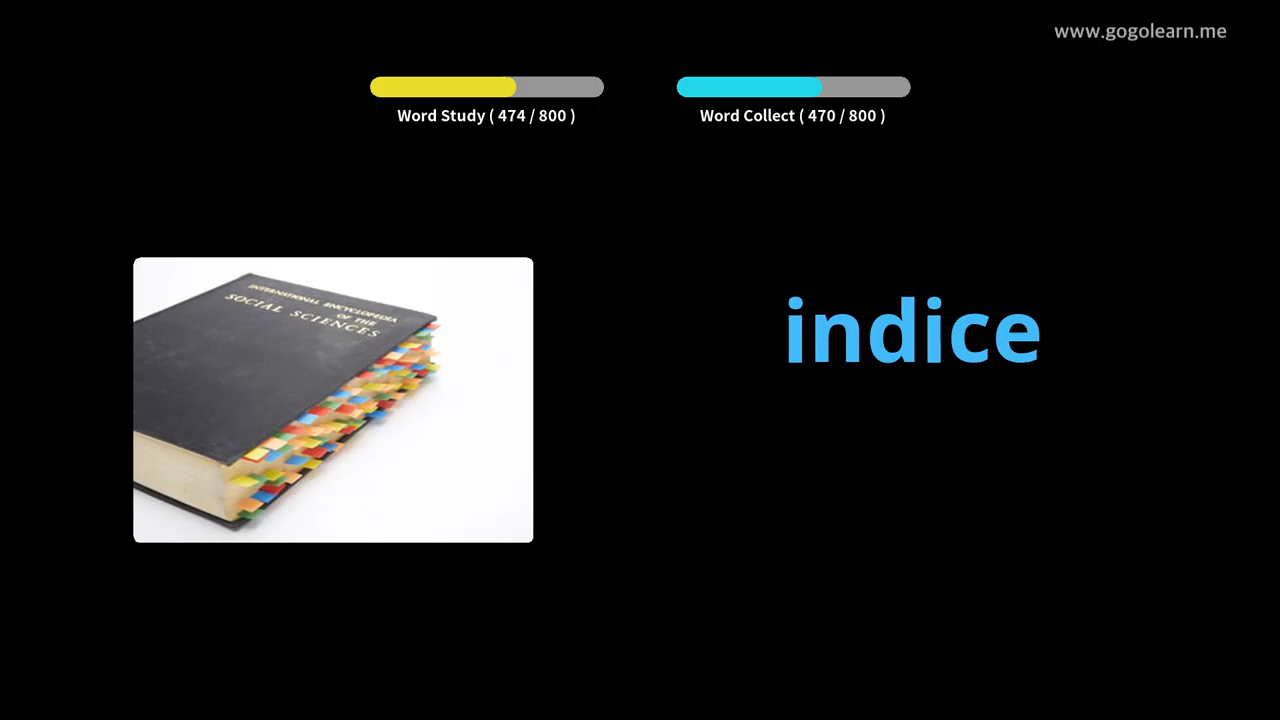 www.gogolearn.me
Word Study ( 474 / 800 )
Word Collect ( 470 / 800 )
INTERNATIONAL ENCYCLOPEDIA
OF THE
SOCIAL SCIENCES
indice